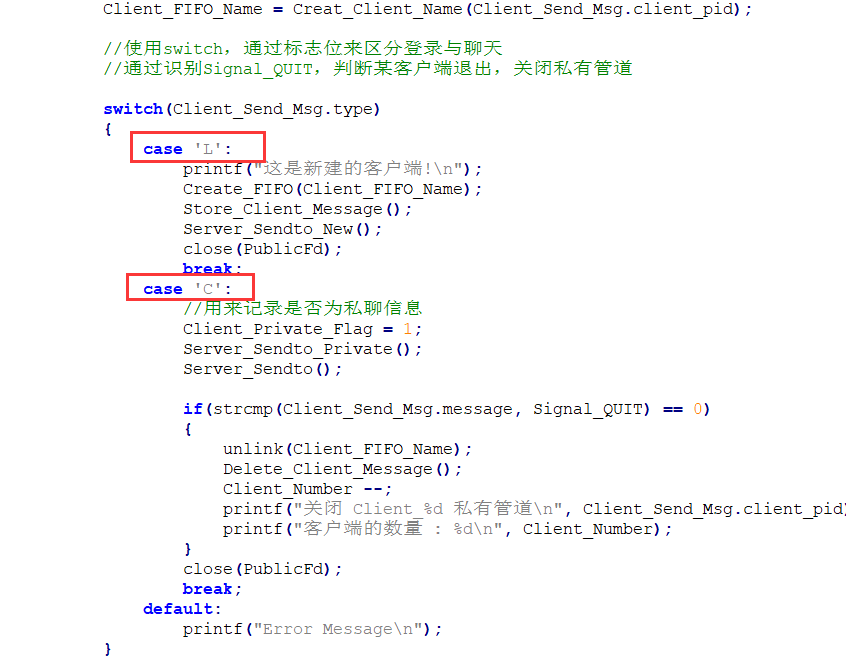 Client_FIFO_Name = Creat_Client_Name(Client_Send_Msg.client_pid);
//使用switch，通过标志位来区分登录与聊天
//通过识别Signal_QUIT，判断某客户端退出，关闭私有管道
switch(Client_Send_Msg.type)
{
case 'L':
printf("这是新建的客户端!\n");
Create_FIFO(Client_FIFO_Name);
Store_Client_Message();
Server_Sendto_New();
close(PublicFd);
break;
case 'C':
//用来记录是否为私聊信息
Client_Private_Flag = 1;
Server_Sendto_Private();
Server_Sendto();
if(strcmp(Client_Send_Msg.message, Signal_QUIT) == 0)
{
unlink(Client_FIFO_Name);
Delete_Client_Message();
Client_Number --;
printf("关闭 Client_%d 私有管道\n", Client_Send_Msg.client_pid)
printf("客户端的数量 : %d\n", Client_Number);
}
close(PublicFd);
break;
default:
printf("Error Message\n");
}